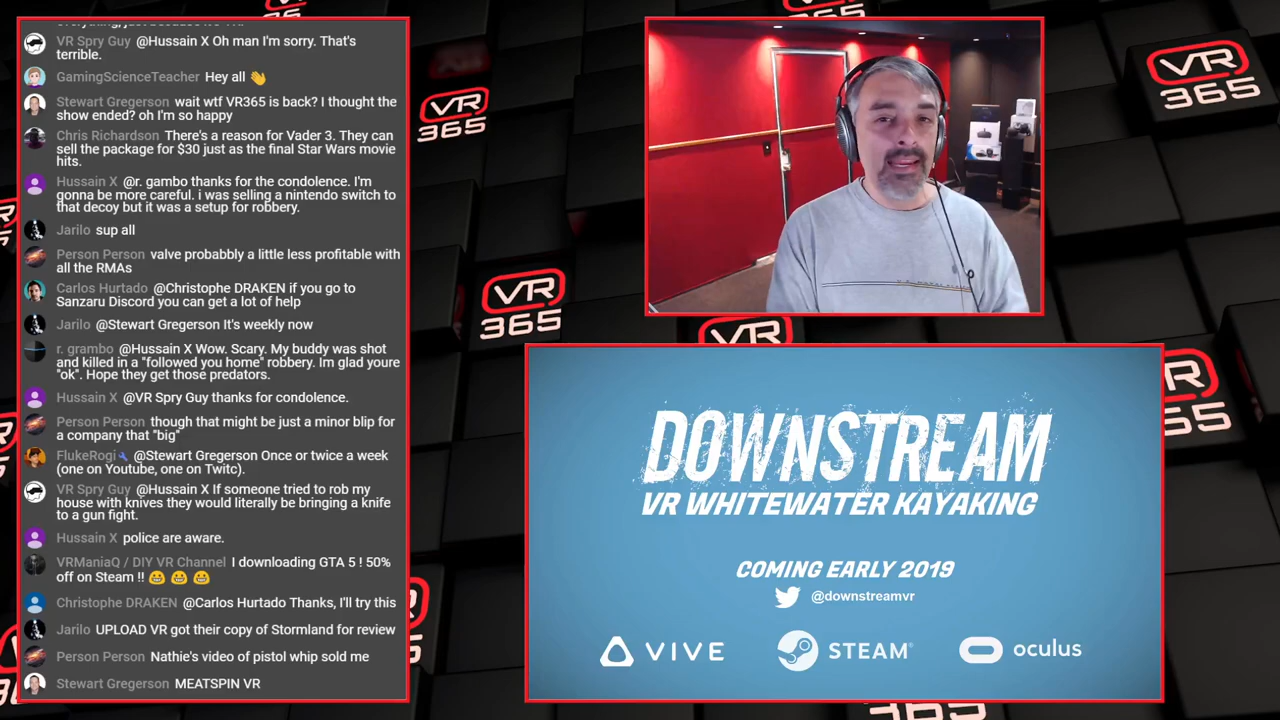 VR Spry Guy @Hussain X Oh man I'm sorry. That's
terrible.
GamingScienceTeacher Hey all 👋
Stewart Gregerson wait wtf VR365 is back? I thought the
show ended? oh I'm so happy
Chris Richardson There's a reason for Vader 3. They can
sell the package for $30 just as the final Star Wars movie
hits.
Hussain X @r. gambo thanks for the condolence. I'm
gonna be more careful. i was selling a nintendo switch to
that decoy but it was a setup for robbery.
Jarilo sup all
Person Person valve probabbly a little less profitable with
all the RMAs
Carlos Hurtado @Christophe DRAKEN if you go to
Sanzaru Discord you can get a lot of help
Jarilo @Stewart Gregerson It's weekly now
r. grambo @Hussain X Wow. Scary. My buddy was shot
and killed in a "followed you home" robbery. Im glad youre
"ok". Hope they get those predators.
Hussain X @VR Spry Guy thanks for condolence.
Person Person though that might be just a minor blip for
a company that "big"
FlukeRogi @Stewart Gregerson Once or twice a week
(one on Youtube, one on Twitc).
VR Spry Guy @Hussain X If someone tried to rob my
house with knives they would literally be bringing a knife
to a gun fight.
Hussain X police are aware.
VRManiaQ / DIY VR Channel I downloading GTA 5 ! 50%
off on Steam !! 😁 😁 😁
Christophe DRAKEN @Carlos Hurtado Thanks, I'll try this
Jarilo UPLOAD VR got their copy of Stormland for review
Person Person Nathie's video of pistol whip sold me
Stewart Gregerson MEATSPIN VR
VR
365
VR
365
VR
365
VR
365
DOWNSTREAM
VR WHITEWATER KAYAKING
COMING EARLY 2019
@downstreamvr
VIVE
STEAM
oculus